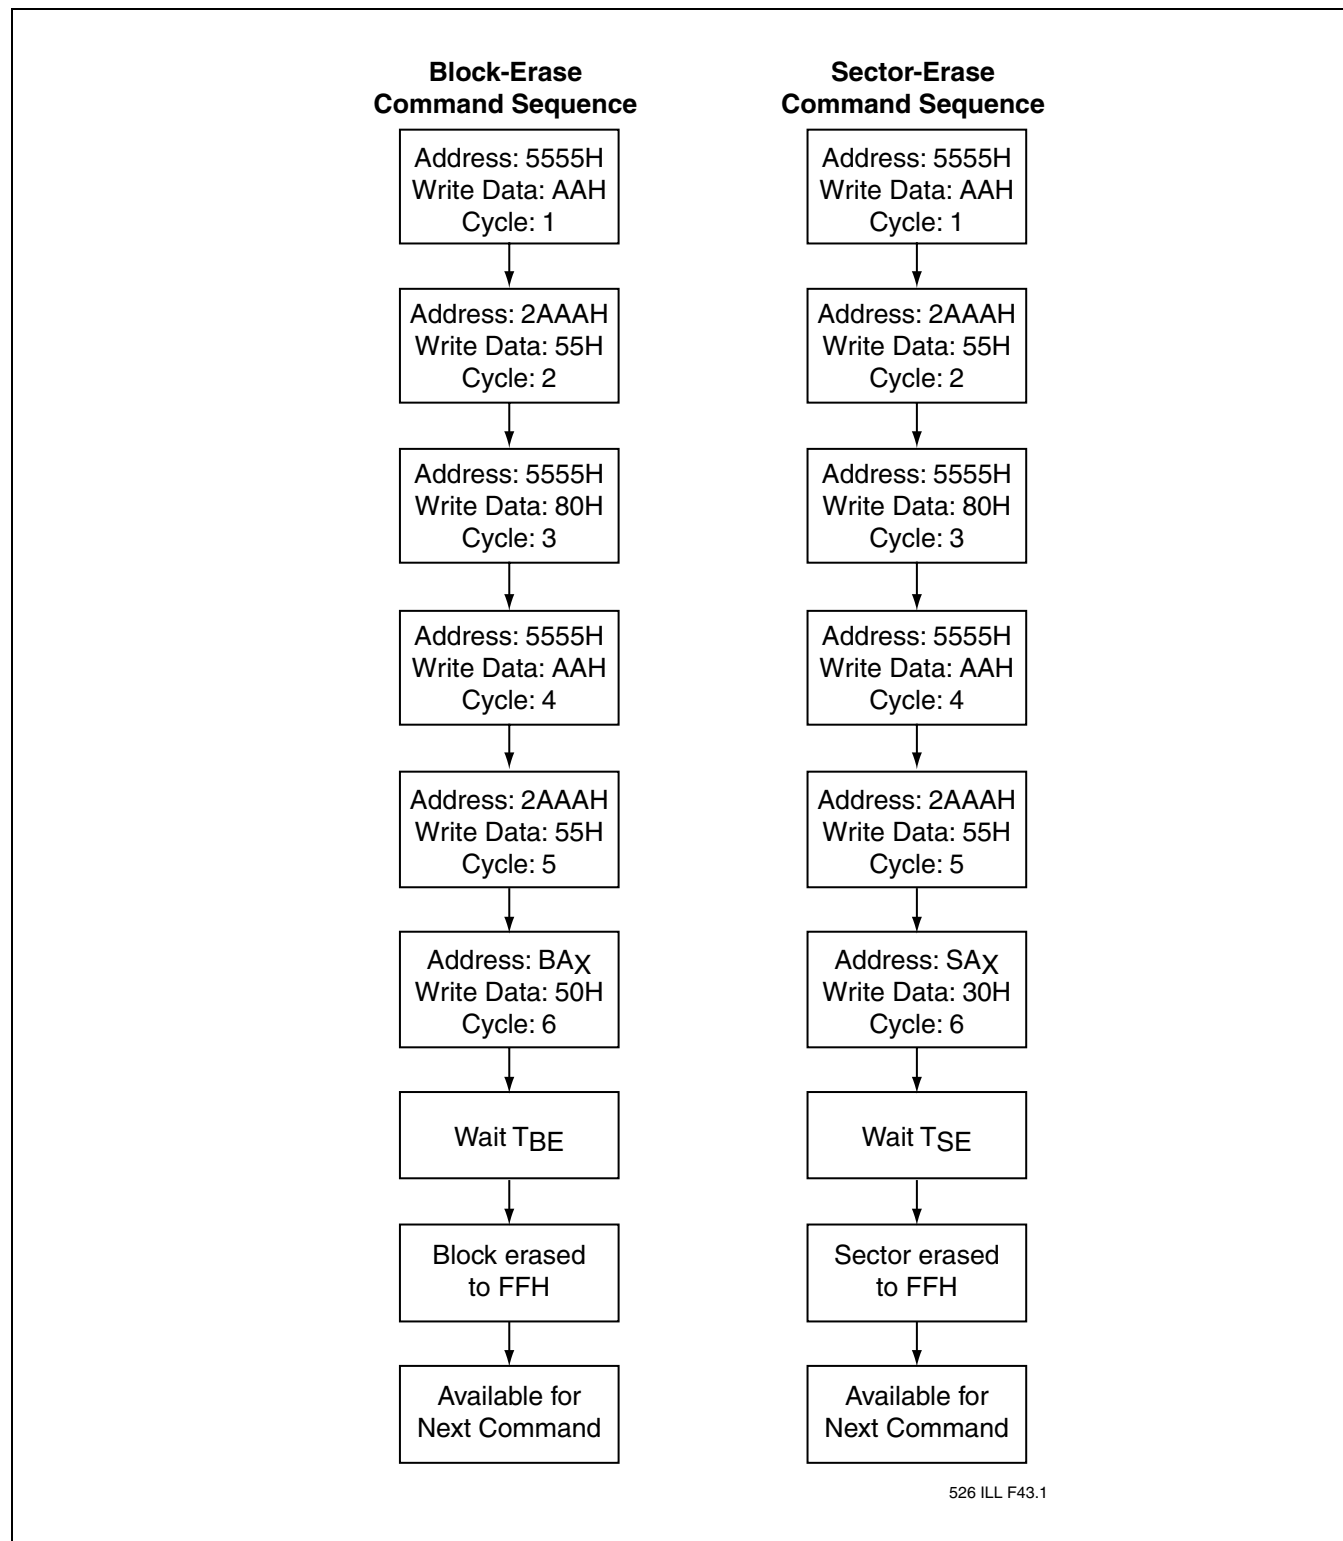 Block-Erase
Command Sequence
Address: 5555H
Write Data: AAH
Cycle: 1
Address: 2AAAH
Write Data: 55H
Cycle: 2
Address: 5555H
Write Data: 80H
Cycle: 3
Address: 5555H
Write Data: AAH
Cycle: 4
Address: 2AAAH
Write Data: 55H
Cycle: 5
Address: BAX
Write Data: 50H
Cycle: 6
Wait TBE
Block erased
to FFH
Available for
Next Command
Sector-Erase
Command Sequence
Address: 5555H
Write Data: AAH
Cycle: 1
Address: 2AAAH
Write Data: 55H
Cycle: 2
Address: 5555H
Write Data: 80H
Cycle: 3
Address: 5555H
Write Data: AAH
Cycle: 4
Address: 2AAAH
Write Data: 55H
Cycle: 5
Address: SAX
Write Data: 30H
Cycle: 6
Wait TSE
Sector erased
to FFH
Available for
Next Command
526 ILL F43.1